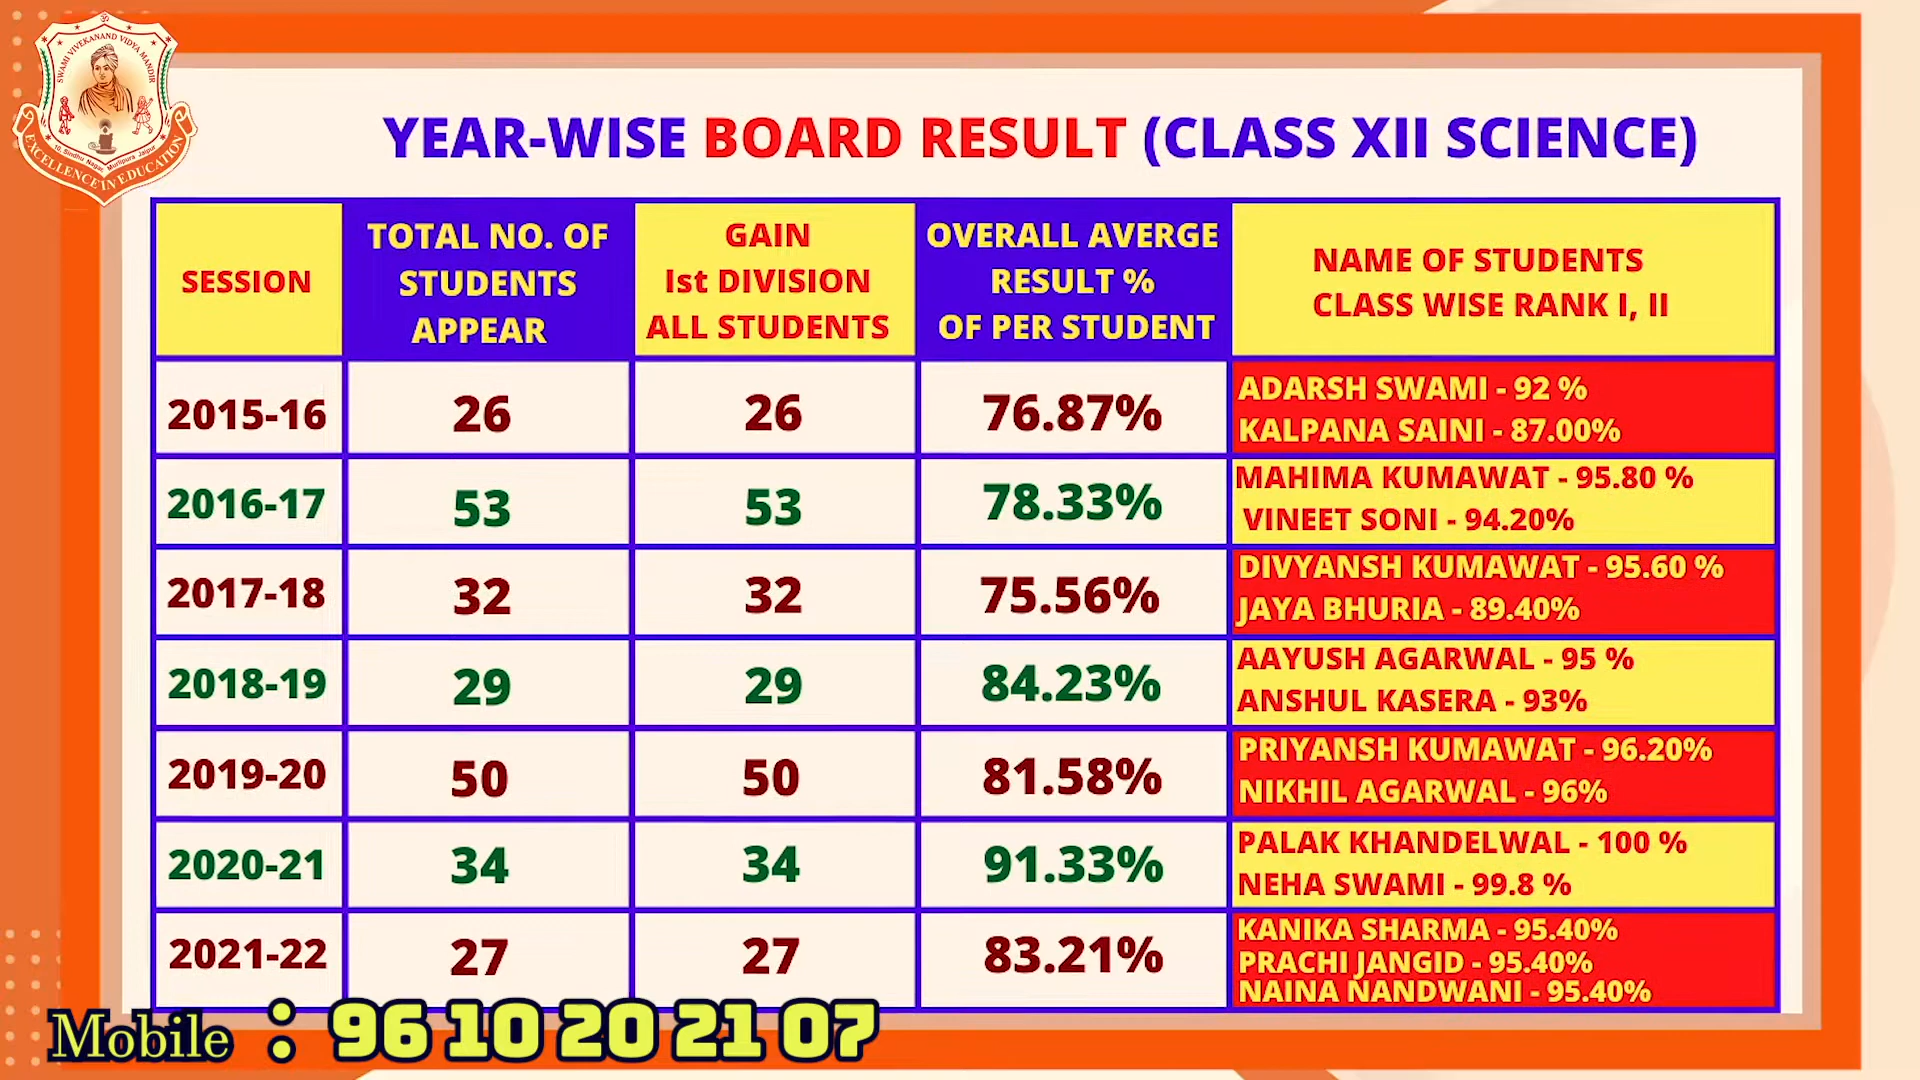 ॐ
SWAMI VIVEKANAND VIDYA MANDIR
10, Sindhu Nagar, Murlipura Jaipur
EXCELLENCE IN EDUCATION
YEAR-WISE BOARD RESULT (CLASS XII SCIENCE)
SESSION
TOTAL NO. OF
STUDENTS
APPEAR
GAIN
Ist DIVISION
ALL STUDENTS
OVERALL AVERGE
RESULT %
OF PER STUDENT
NAME OF STUDENTS
CLASS WISE RANK I, II
2015-16 26 26 76.87%
ADARSH SWAMI - 92 %
KALPANA SAINI - 87.00%
2016-17 53 53 78.33%
MAHIMA KUMAWAT - 95.80 %
VINEET SONI - 94.20%
2017-18 32 32 75.56%
DIVYANSH KUMAWAT - 95.60 %
JAYA BHURIA - 89.40%
2018-19 29 29 84.23%
AAYUSH AGARWAL - 95 %
ANSHUL KASERA - 93%
2019-20 50 50 81.58%
PRIYANSH KUMAWAT - 96.20%
NIKHIL AGARWAL - 96%
2020-21 34 34 91.33%
PALAK KHANDELWAL - 100 %
NEHA SWAMI - 99.8 %
2021-22 27 27 83.21%
KANIKA SHARMA - 95.40%
PRACHI JANGID - 95.40%
NAINA NANDWANI - 95.40%
Mobile : 96 10 20 21 07